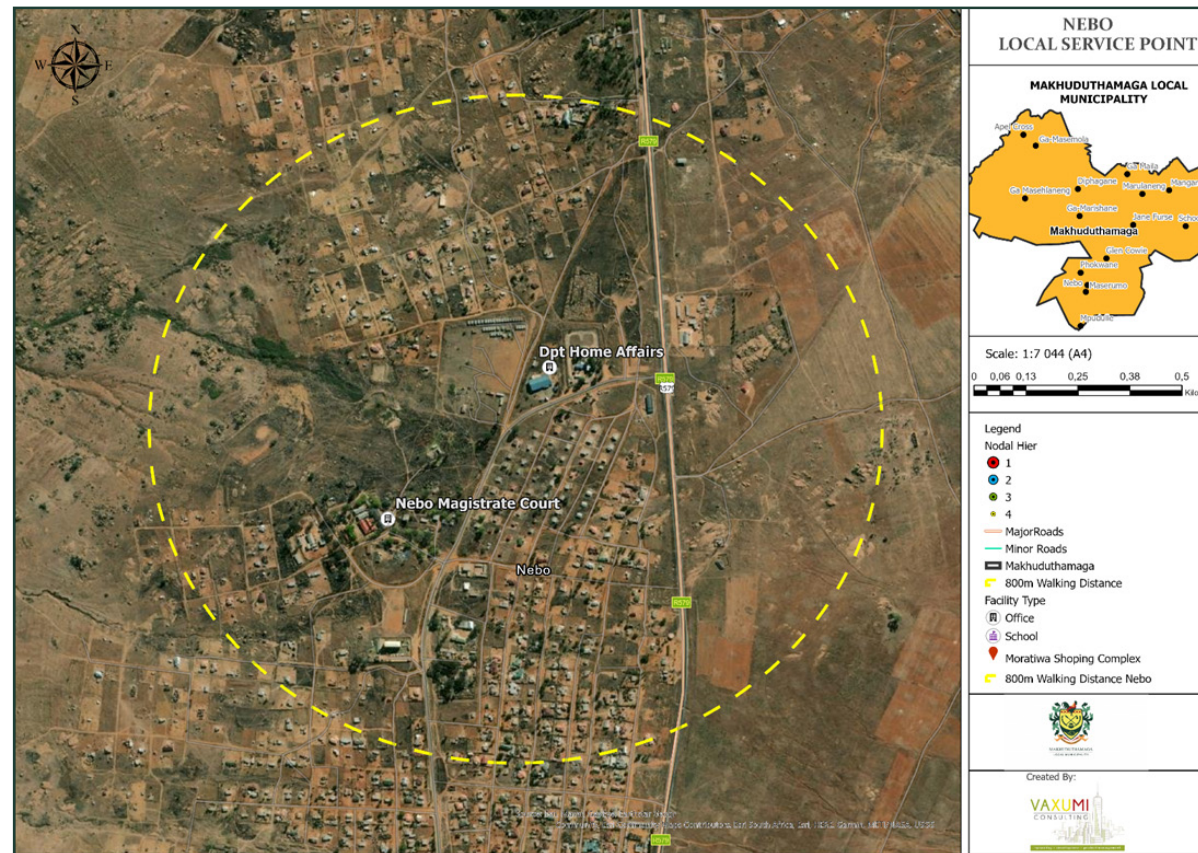 NEBO
LOCAL SERVICE POINT
MAKHUDUTHAMAGA LOCAL
MUNICIPALITY
Apel Cross
Ga-Masemola
Ga Maila
Diphagane
Marulaneng
Ga Masehlaneng
Ga-Marishane
Jane Furse
Makhuduthamaga
Glen Cowie
Phokwane
Nebo
Maserumo
Scale: 1:7 044 (A4)
0 0,06 0,13 0,25 0,38 0,5
Legend
Nodal Hier
1
2
3
4
MajorRoads
Minor Roads
Makhuduthamaga
800m Walking Distance
Facility Type
Office
School
Moratiwa Shoping Complex
800m Walking Distance Nebo
Created By:
VAXUMI
CONSULTING
N
W E
S
R579
Dpt Home Affairs
R579
R579
Nebo Magistrate Court
Nebo
R579
R579